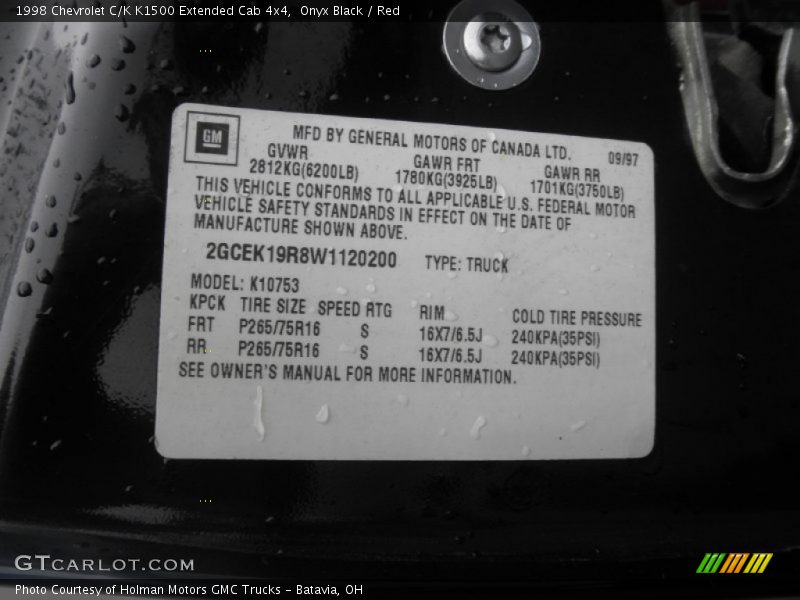 1998 Chevrolet C/K K1500 Extended Cab 4x4, Onyx Black / Red
GM
MFD BY GENERAL MOTORS OF CANADA LTD. 09/97
GVWR GAWR FRT GAWR RR
2812KG(6200LB) 1780KG(3925LB) 1701KG(3750LB)
THIS VEHICLE CONFORMS TO ALL APPLICABLE U.S. FEDERAL MOTOR
VEHICLE SAFETY STANDARDS IN EFFECT ON THE DATE OF
MANUFACTURE SHOWN ABOVE.
2GCEK19R8W1120200 TYPE: TRUCK
MODEL: K10753
KPCK TIRE SIZE SPEED RTG RIM COLD TIRE PRESSURE
FRT P265/75R16 S 16X7/6.5J 240KPA(35PSI)
RR P265/75R16 S 16X7/6.5J 240KPA(35PSI)
SEE OWNER'S MANUAL FOR MORE INFORMATION.
GTCARLOT.COM
Photo Courtesy of Holman Motors GMC Trucks - Batavia, OH